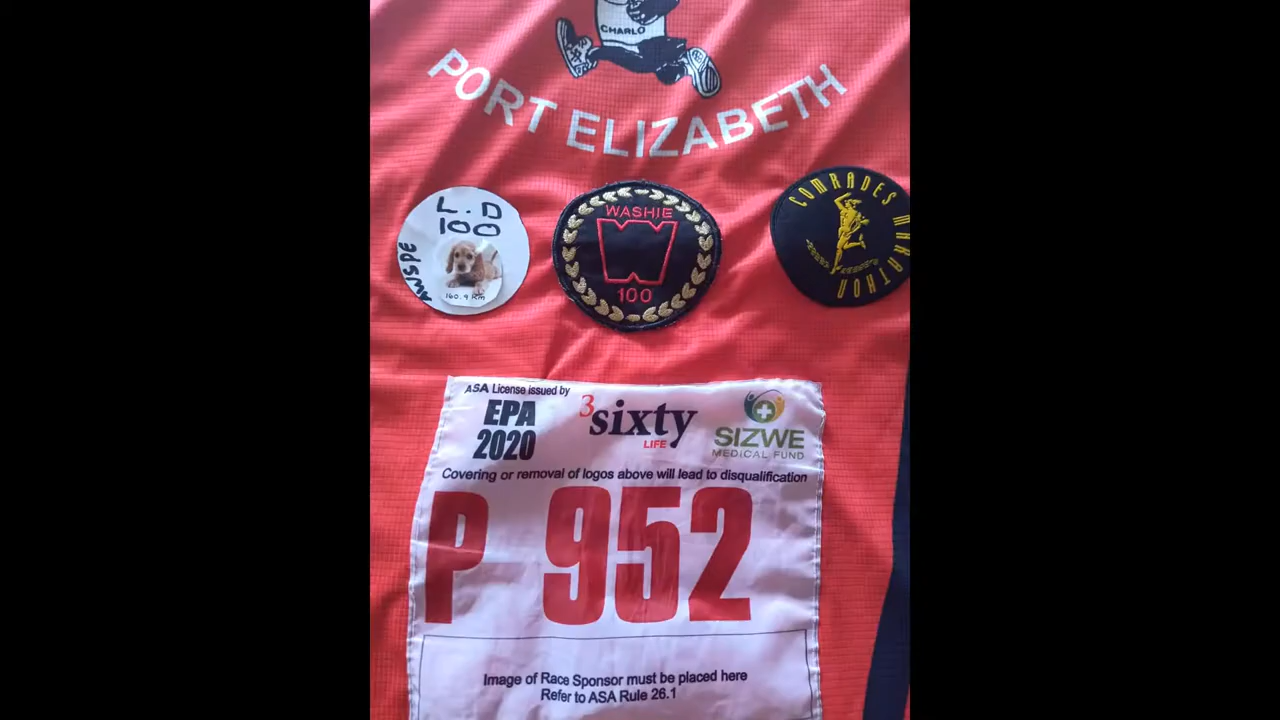 CHARLO
PORT ELIZABETH
L.D
100
AWSPE
160.9 Km
WASHIE
100
COMRADES MARATHON
ASA License issued by
EPA
2020
3sixty
LIFE
SIZWE
MEDICAL FUND
Covering or removal of logos above will lead to disqualification
P 952
Image of Race Sponsor must be placed here
Refer to ASA Rule 26.1